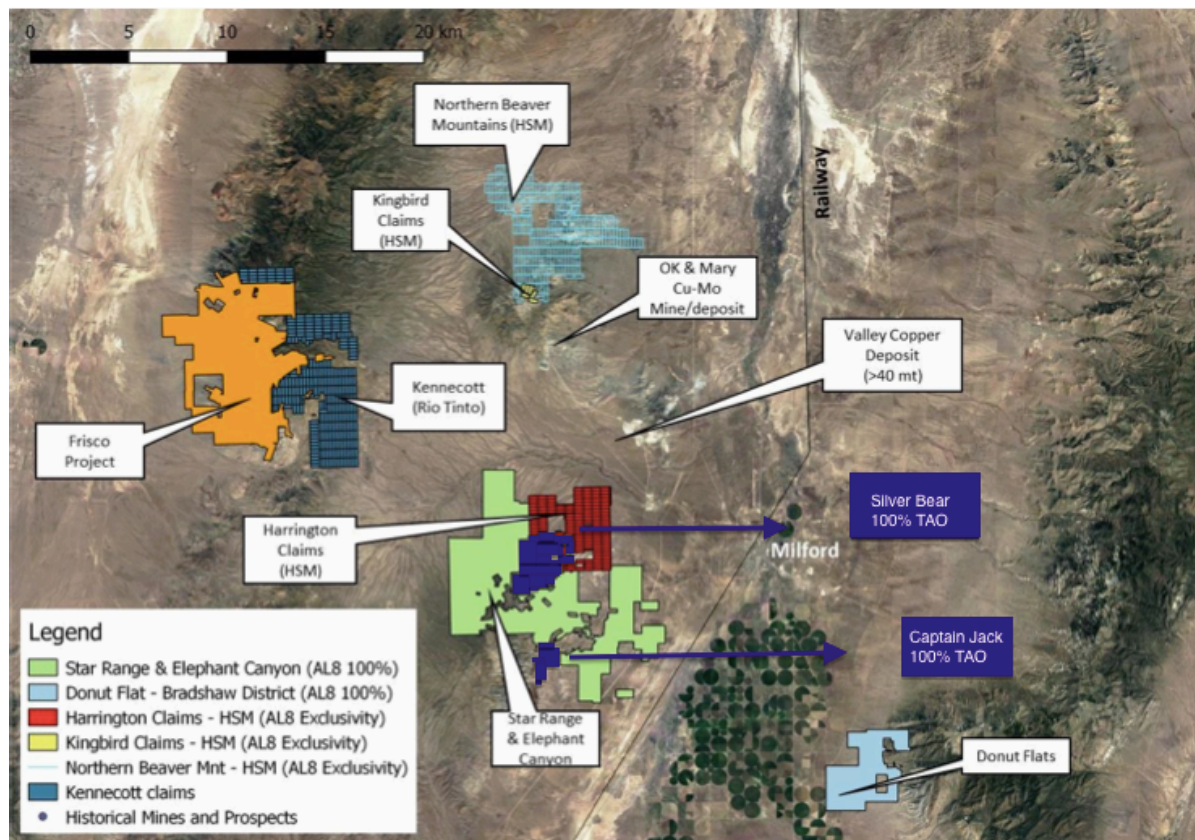 0 5 10 15 20 km
Northern Beaver
Mountains (HSM)
Railway
Kingbird
Claims
(HSM)
OK & Mary
Cu-Mo
Mine/deposit
Valley Copper
Deposit
(>40 mt)
Kennecott
(Rio Tinto)
Frisco
Project
Silver Bear
100% TAO
Harrington
Claims
(HSM)
Milford
Captain Jack
100% TAO
Star Range
& Elephant
Canyon
Donut Flats
Legend
Star Range & Elephant Canyon (AL8 100%)
Donut Flat - Bradshaw District (AL8 100%)
Harrington Claims - HSM (AL8 Exclusivity)
Kingbird Claims - HSM (AL8 Exclusivity)
Northern Beaver Mnt - HSM (AL8 Exclusivity)
Kennecott claims
Historical Mines and Prospects